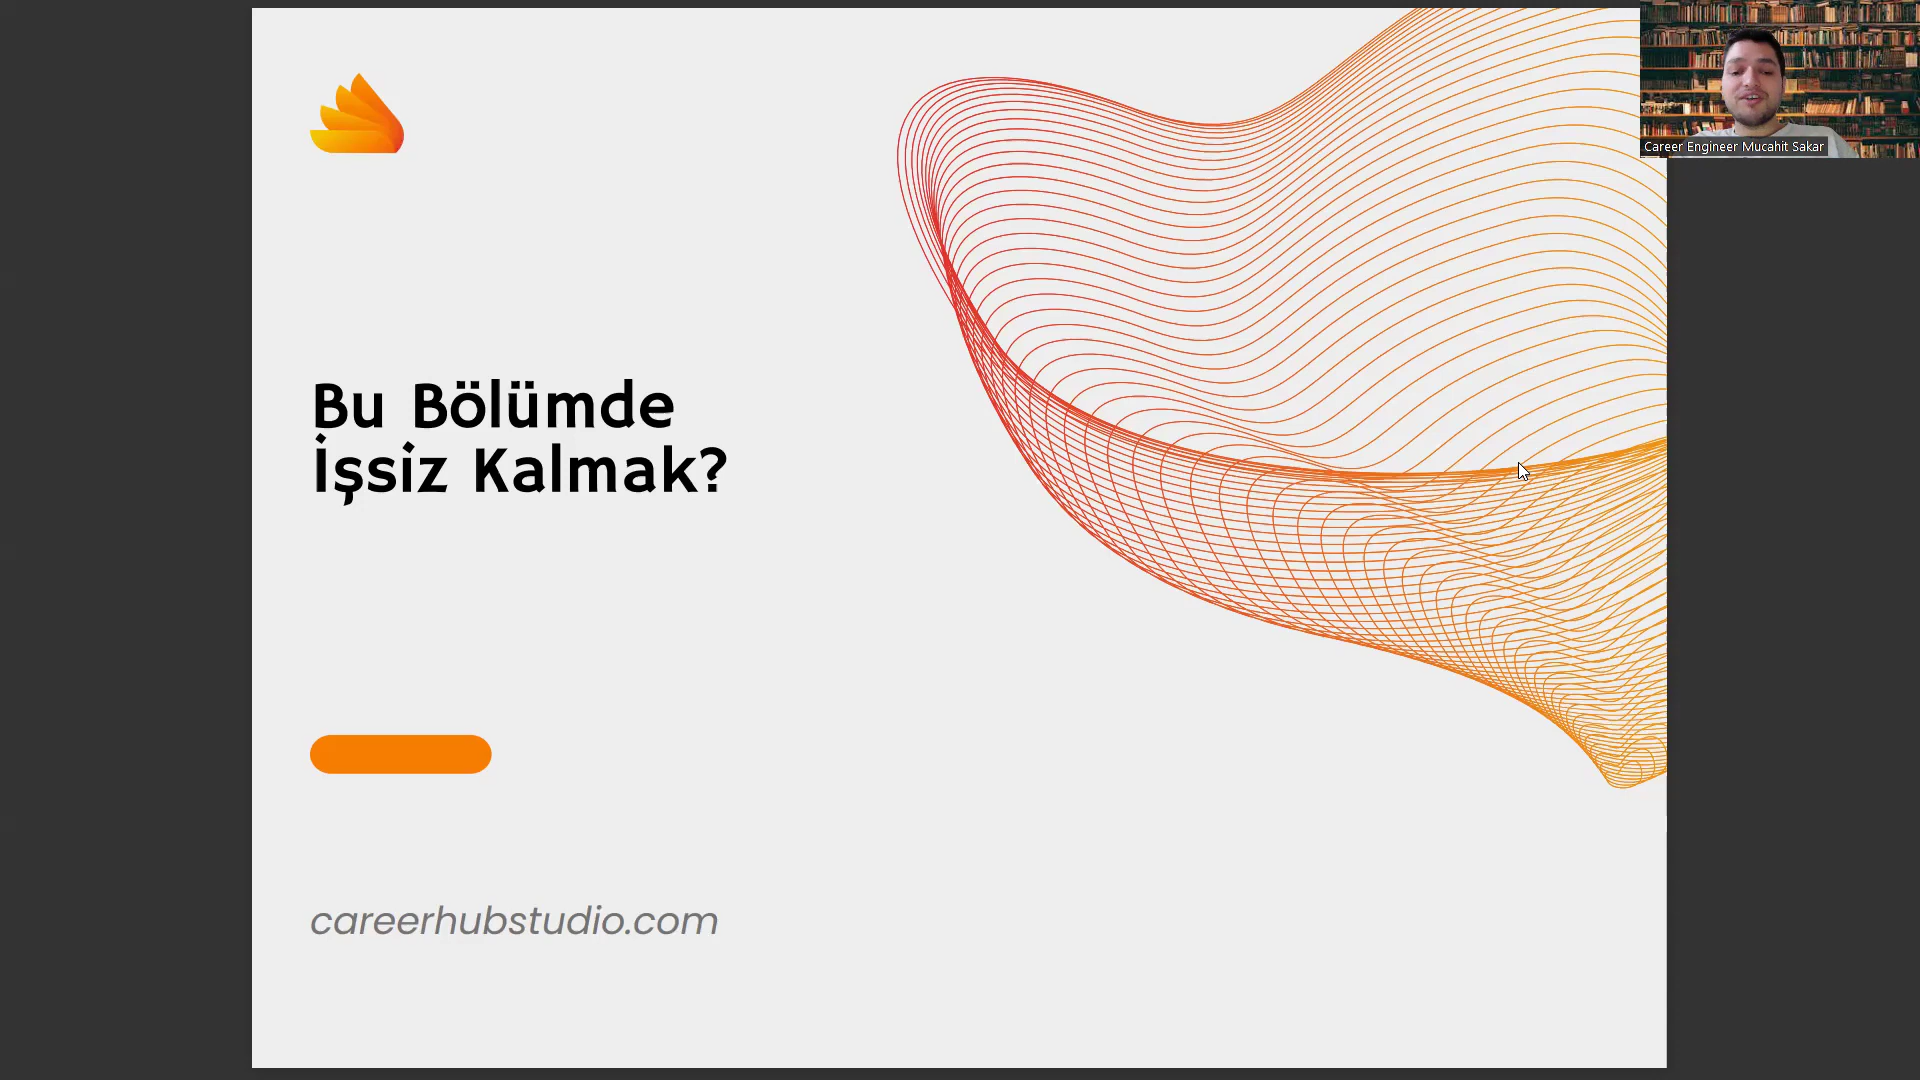 Career Engineer Mucahit Sakar
Bu Bölümde
İşsiz Kalmak?
careerhubstudio.com